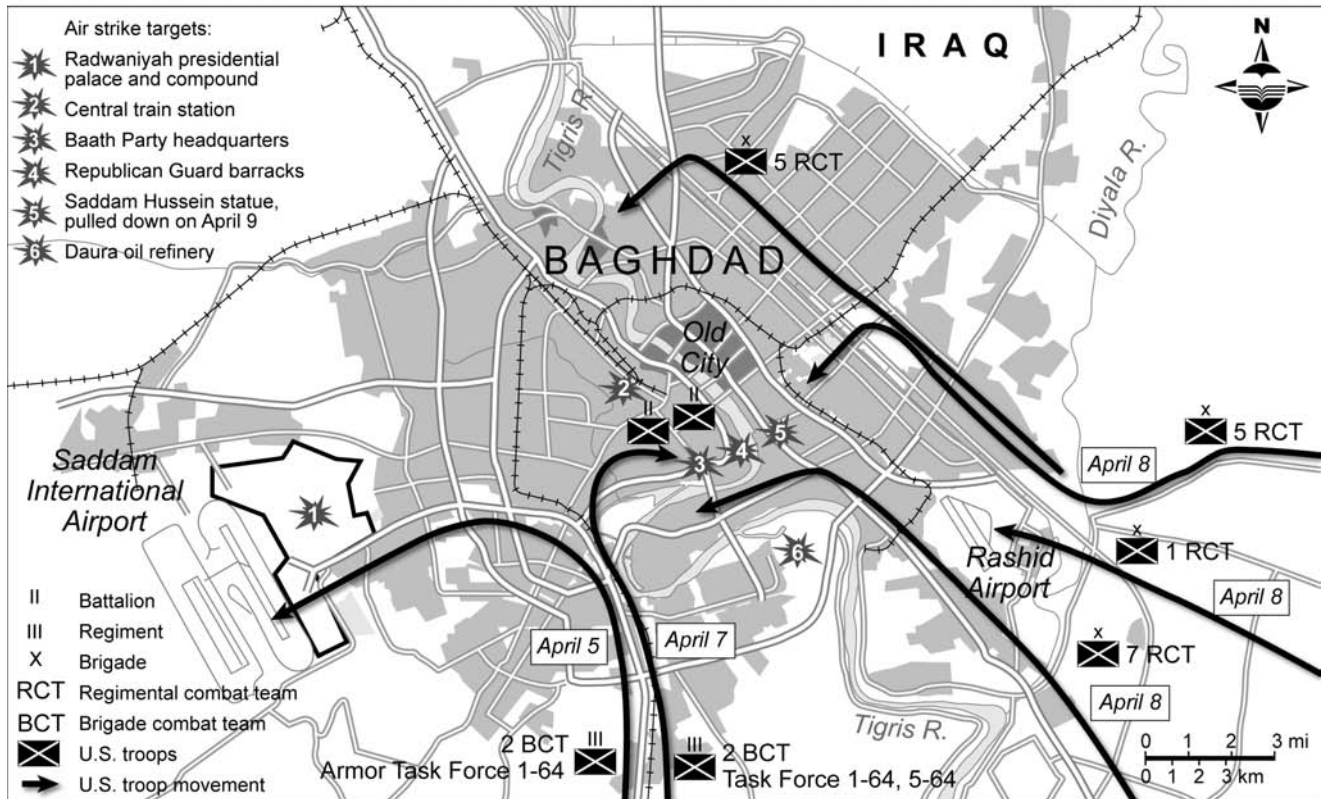 Air strike targets:
1 Radwaniyah presidential
palace and compound
2 Central train station
3 Baath Party headquarters
4 Republican Guard barracks
5 Saddam Hussein statue,
pulled down on April 9
6 Daura oil refinery
IRAQ
N
Tigris R.
Diyala R.
X
5 RCT
BAGHDAD
Old
City
2
II
II
3
4
5
X
5 RCT
April 8
Saddam
International
Airport
1
6
Rashid
Airport
X
1 RCT
April 8
April 5
April 7
X
7 RCT
April 8
II Battalion
III Regiment
X Brigade
RCT Regimental combat team
BCT Brigade combat team
U.S. troops
U.S. troop movement
2 BCT
III
Armor Task Force 1-64
III
2 BCT
Task Force 1-64, 5-64
Tigris R.
0 1 2 3 mi
0 1 2 3 km